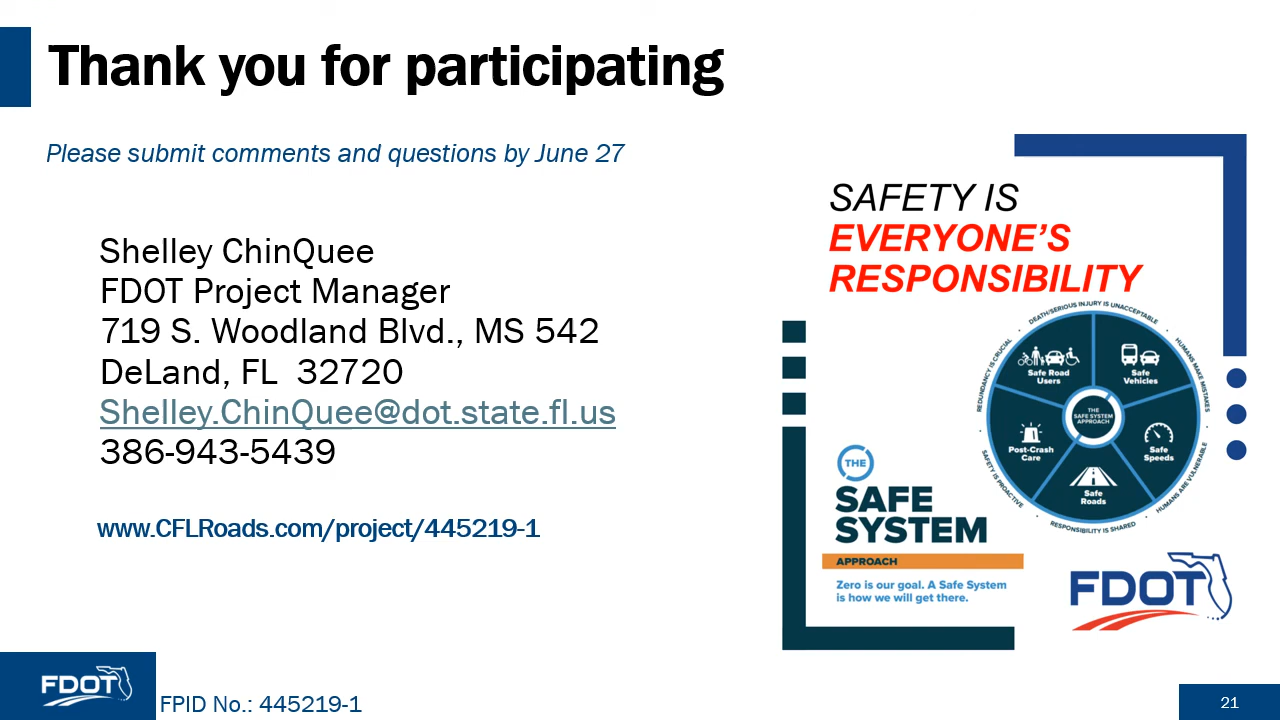 Thank you for participating
Please submit comments and questions by June 27
Shelley ChinQuee
FDOT Project Manager
719 S. Woodland Blvd., MS 542
DeLand, FL  32720
Shelley.ChinQuee@dot.state.fl.us
386-943-5439
www.CFLRoads.com/project/445219-1
SAFETY IS
EVERYONE’S
RESPONSIBILITY
DEATH/SERIOUS INJURY IS UNACCEPTABLE
HUMANS MAKE MISTAKES
HUMANS ARE VULNERABLE
RESPONSIBILITY IS SHARED
SAFETY IS PROACTIVE
REDUNDANCY IS CRUCIAL
Safe Road
Users
Safe
Vehicles
THE
SAFE SYSTEM
APPROACH
Post-Crash
Care
Safe
Speeds
Safe
Roads
THE
SAFE
SYSTEM
APPROACH
Zero is our goal. A Safe System
is how we will get there.
FDOT
FDOT
FPID No.: 445219-1
21